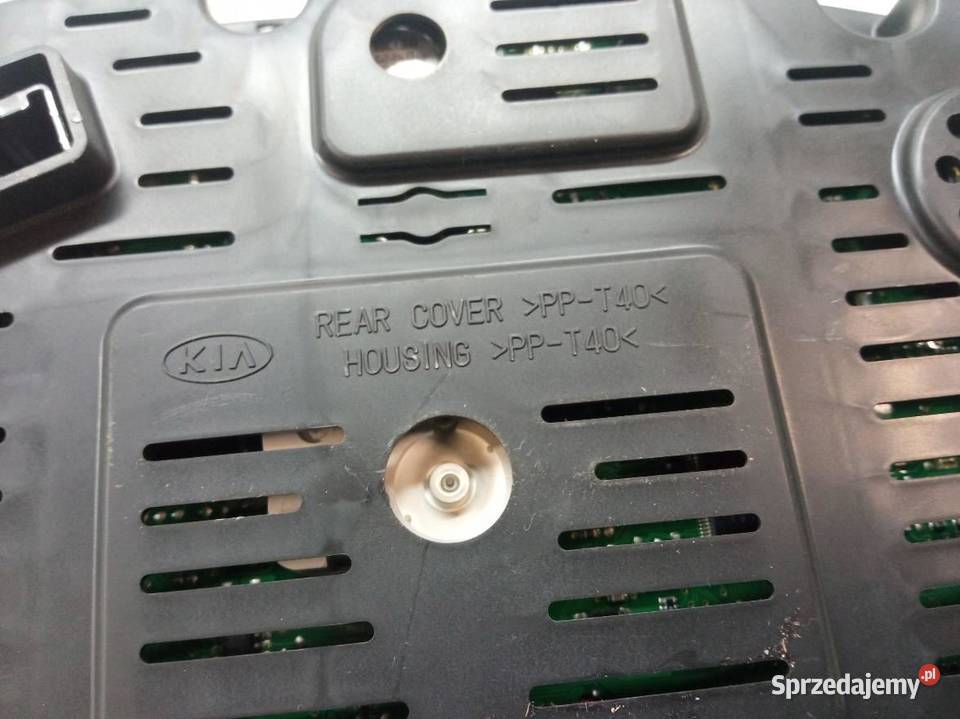 REAR COVER >PP-T40<
KIA HOUSING >PP-T40<
Sprzedajemy.pl